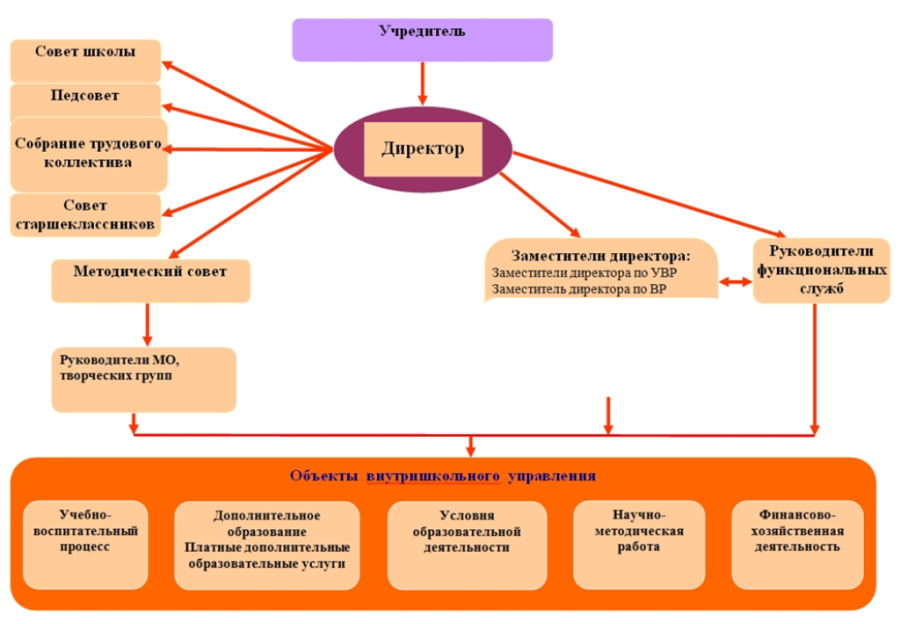 Учредитель
Совет школы
Педсовет
Собрание трудового
коллектива
Совет
старшеклассников
Директор
Методический совет
Заместители директора:
Заместители директора по УВР
Заместитель директора по ВР
Руководители
функциональных
служб
Руководители МО,
творческих групп
Объекты внутришкольного управления
Учебно-
воспитательный
процесс
Дополнительное
образование
Платные дополнительные
образовательные услуги
Условия
образовательной
деятельности
Научно-
методическая
работа
Финансово-
хозяйственная
деятельность